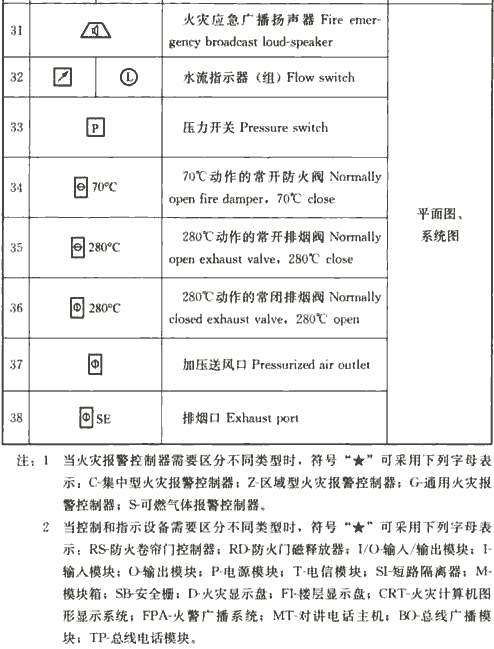 31 火灾应急广播扬声器 Fire emer-
gency broadcast loud-speaker
32 L 水流指示器（组）Flow switch
33 P 压力开关 Pressure switch
34 70℃ 70℃动作的常开防火阀 Normally
open fire damper，70℃ close
平面图、
系统图
35 280℃ 280℃动作的常开排烟阀 Normally
open exhaust valve，280℃ close
36 280℃ 280℃动作的常闭排烟阀 Normally
closed exhaust valve，280℃ open
37 加压送风口 Pressurized air outlet
38 SE 排烟口 Exhaust port
注：1 当火灾报警控制器需要区分不同类型时，符号“★”可采用下列字母表
示：C-集中型火灾报警控制器；Z-区域型火灾报警控制器；G-通用火灾报
警控制器；S-可燃气体报警控制器。
2 当控制和指示设备需要区分不同类型时，符号“★”可采用下列字母表
示：RS-防火卷帘门控制器；RD-防火门磁释放器；I/O-输入/输出模块；I-
输入模块；O-输出模块；P-电源模块；T-电信模块；SI-短路隔离器；M-
模块箱；SB-安全栅；D-火灾显示盘；FI-楼层显示盘；CRT-火灾计算机图
形显示系统；FPA-火警广播系统；MT-对讲电话主机；BO-总线广播模
块；TP-总线电话模块。